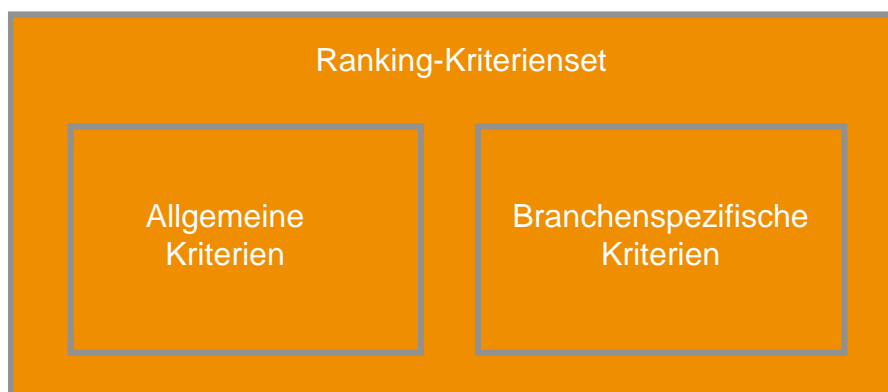 Ranking-Kriterienset
Allgemeine
Kriterien
Branchenspezifische
Kriterien